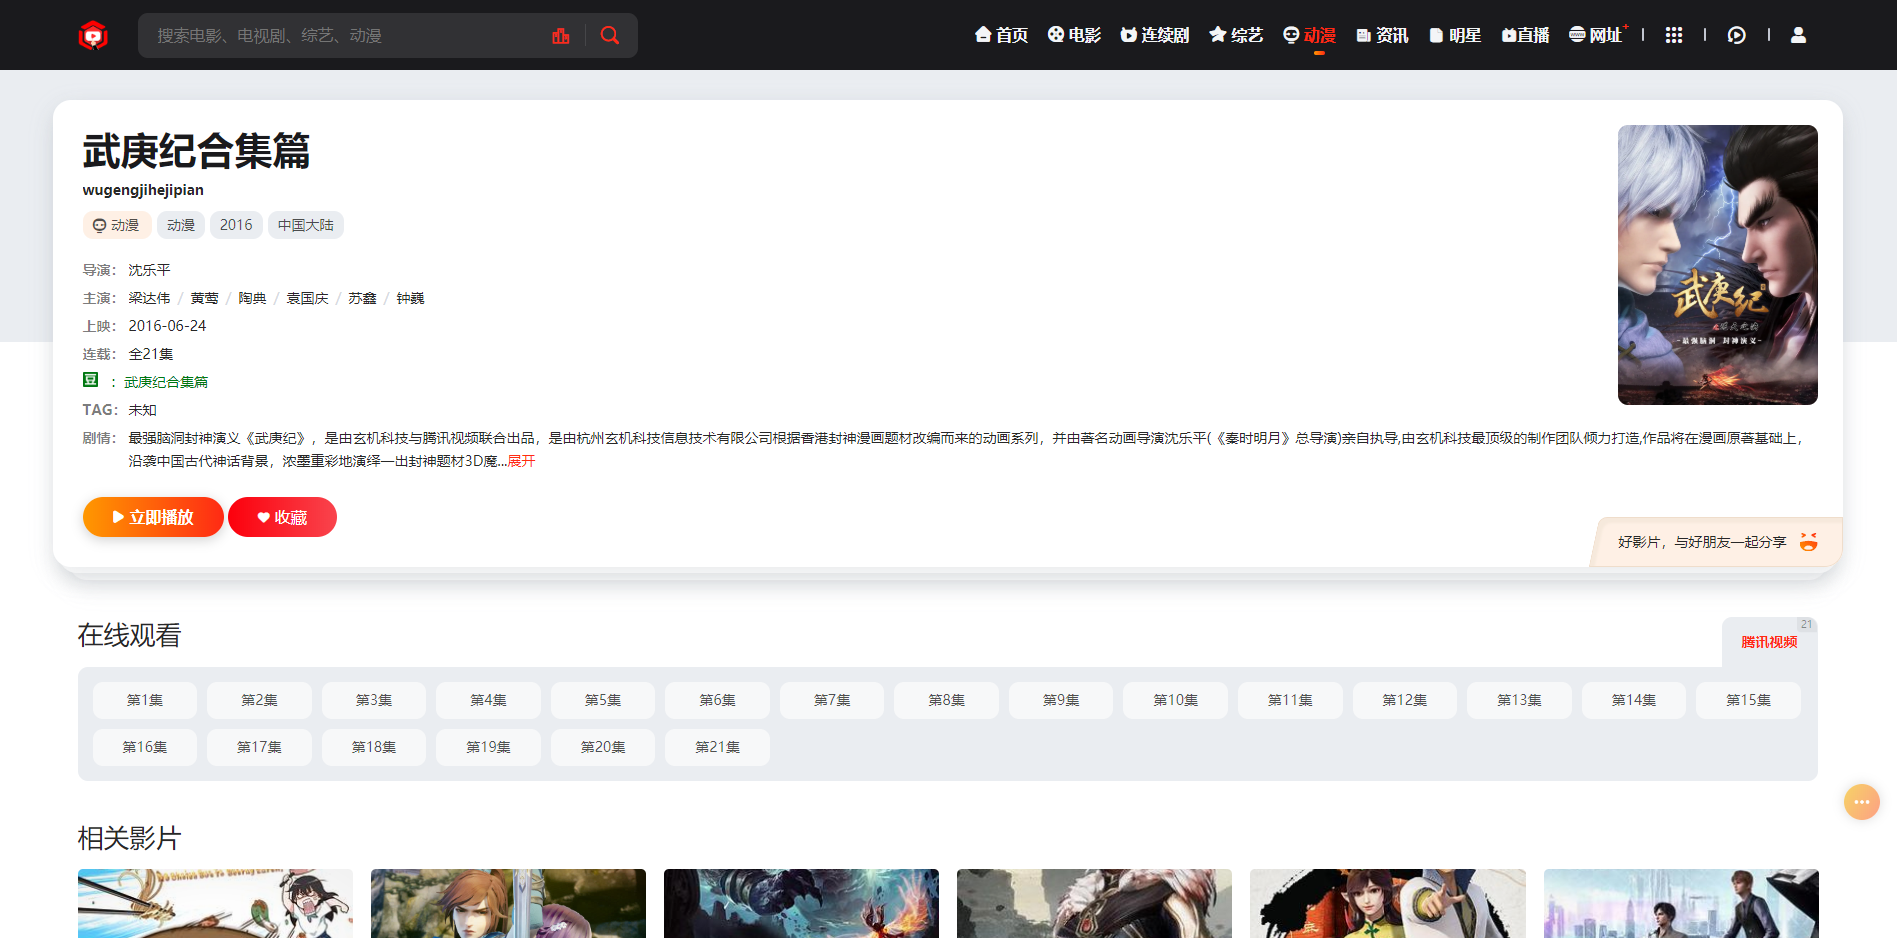 搜索电影、电视剧、综艺、动漫
首页 电影 连续剧 综艺 动漫 资讯 明星 直播 网址
武庚纪合集篇
wugengjihejipian
动漫 动漫 2016 中国大陆
导演： 沈乐平
主演： 梁达伟 / 黄莺 / 陶典 / 袁国庆 / 苏鑫 / 钟巍
上映： 2016-06-24
连载： 全21集
豆 ： 武庚纪合集篇
TAG： 未知
剧情： 最强脑洞封神演义《武庚纪》，是由玄机科技与腾讯视频联合出品，是由杭州玄机科技信息技术有限公司根据香港封神漫画题材改编而来的动画系列，并由著名动画导演沈乐平(《秦时明月》总导演)亲自执导,由玄机科技最顶级的制作团队倾力打造,作品将在漫画原著基础上，
沿袭中国古代神话背景，浓墨重彩地演绎一出封神题材3D魔...展开
立即播放 收藏
武庚纪
-最强脑洞 封神演义-
好影片，与好朋友一起分享
在线观看
腾讯视频 21
第1集 第2集 第3集 第4集 第5集 第6集 第7集 第8集 第9集 第10集 第11集 第12集 第13集 第14集 第15集
第16集 第17集 第18集 第19集 第20集 第21集
相关影片